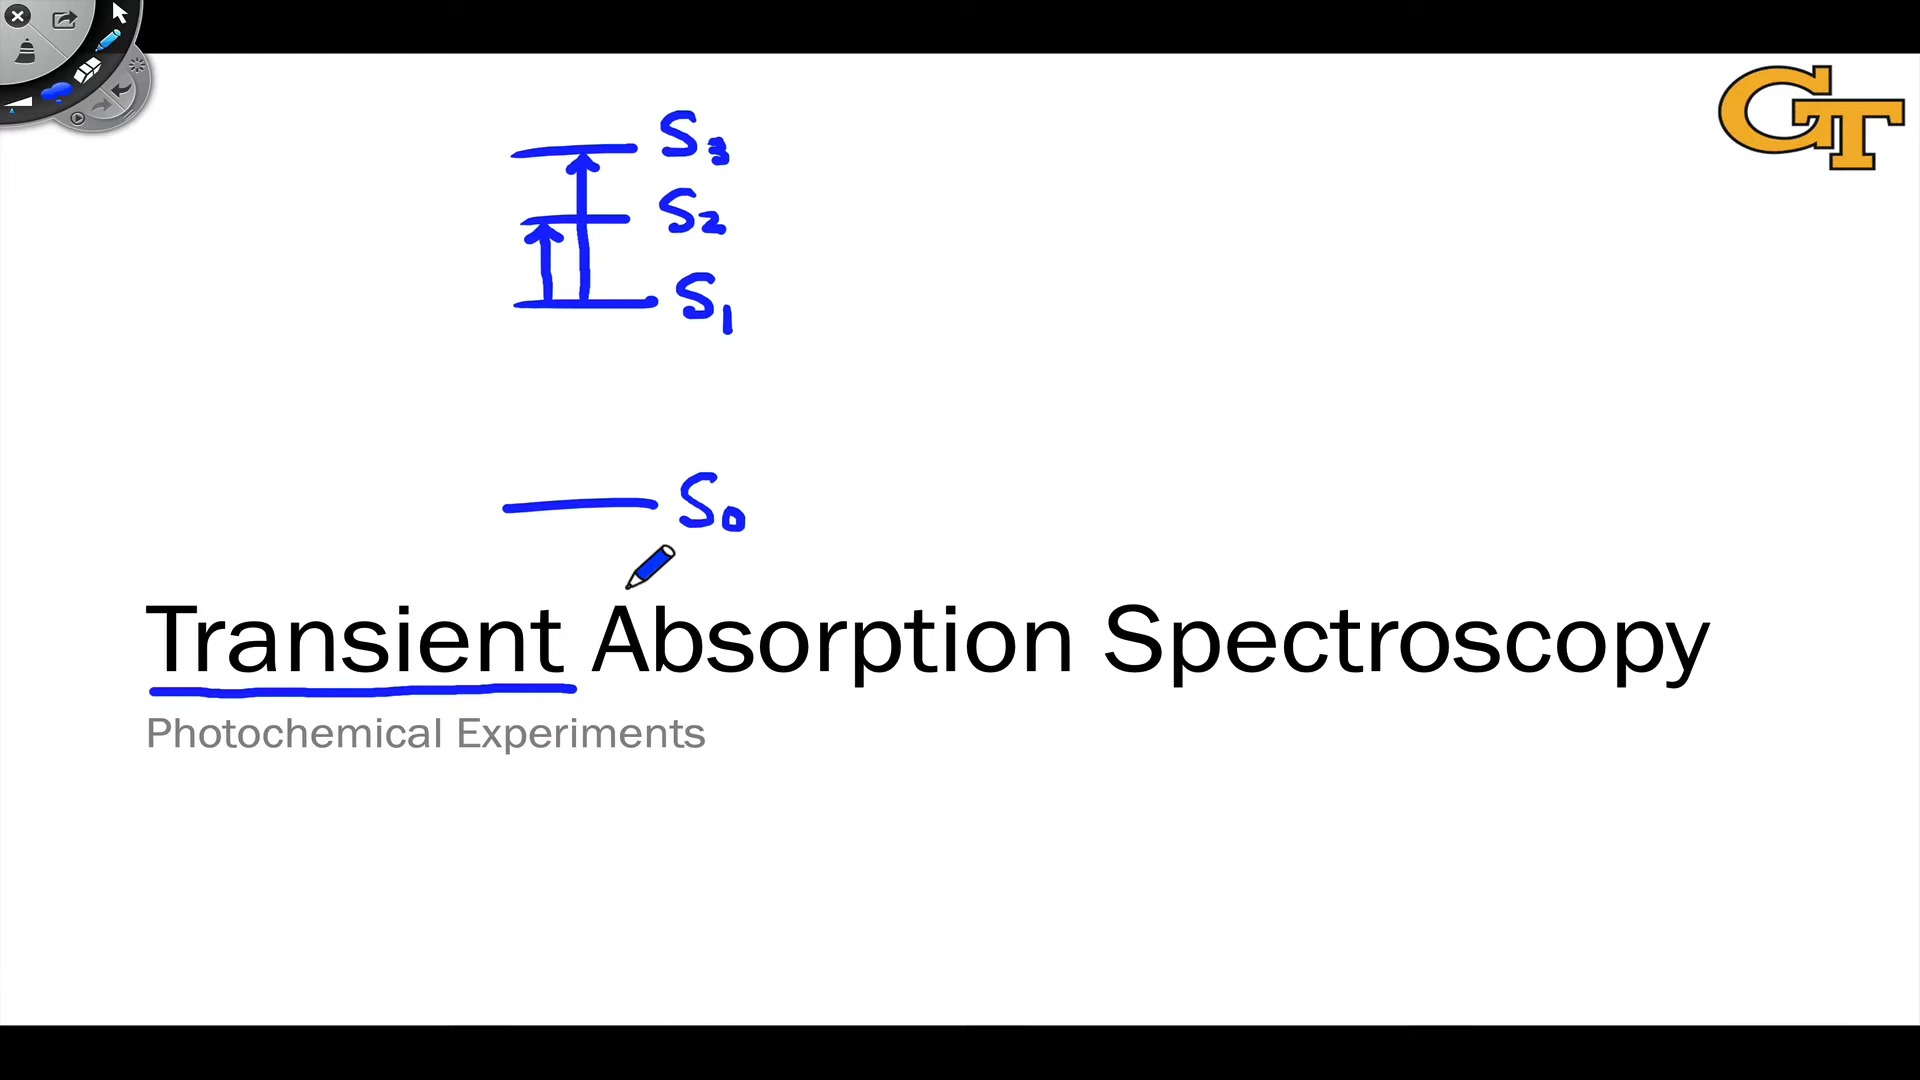 GT
S3
S2
S1
S0
Transient Absorption Spectroscopy
Photochemical Experiments